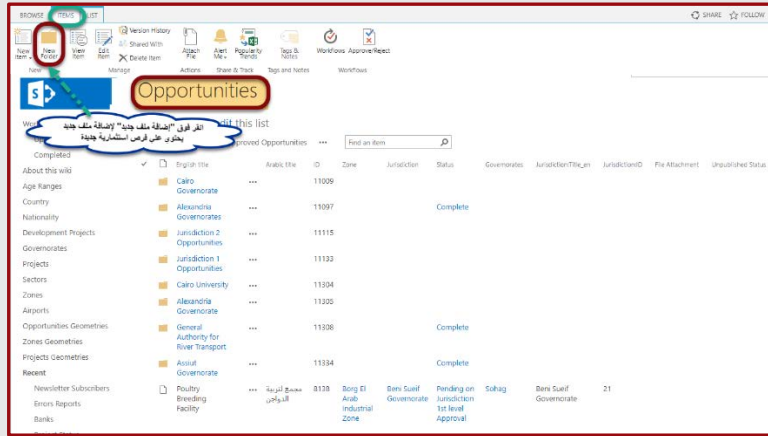 BROWSE ITEMS LIST
SHARE FOLLOW
New Item
New Folder
View Item
Edit Item
Version History
Shared With
Delete Item
Attach File
Alert Me
Popularity Trends
Tags & Notes
Workflows
Approve/Reject
New
Manage
Actions
Share & Track
Tags and Notes
Workflows
S
Opportunities
انقر فوق "إضافة ملف جديد" لإضافة ملف جديد
يحتوي على فرص استثمارية جديدة
edit this list
proved Opportunities ... Find an item
Completed
About this wiki
Age Ranges
Country
Nationality
Development Projects
Governorates
Projects
Sectors
Zones
Airports
Opportunities Geometries
Zones Geometries
Projects Geometries
Recent
Newsletter Subscribers
Errors Reports
Banks
English title Arabic title ID Zone Jurisdiction Status Governorates JurisdictionTitle_en JurisdictionID File Attachment Unpublished Status
Cairo Governorate ... 11009
Alexandria Governorates ... 11097 Complete
Jurisdiction 2 Opportunities ... 11115
Jurisdiction 1 Opportunities ... 11133
Cairo University ... 11304
Alexandria Governorate ... 11305
General Authority for River Transport ... 11308 Complete
Assiut Governorate ... 11334 Complete
Poultry Breeding Facility ... مجمع لتربية الدواجن 8138 Borg El Arab Industrial Zone Beni Sueif Governorate Pending on Jurisdiction 1st level Approval Sohag Beni Sueif Governorate 21